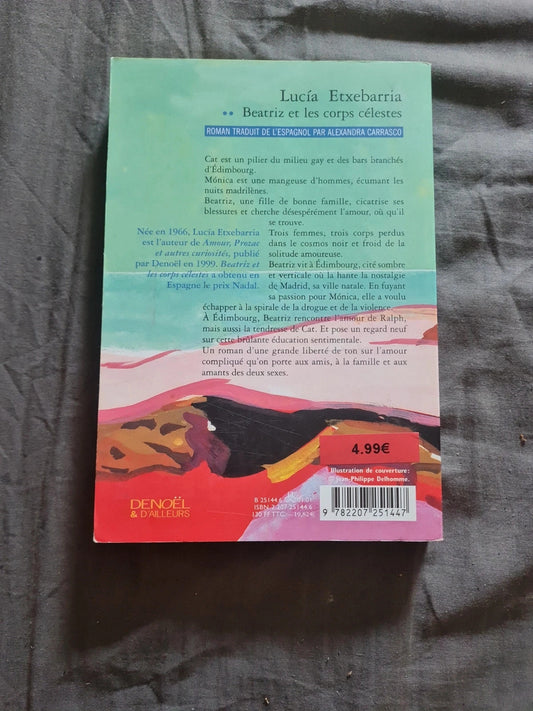 Lucía Etxebarria
•• Beatriz et les corps célestes
ROMAN TRADUIT DE L'ESPAGNOL PAR ALEXANDRA CARRASCO
Cat est un pilier du milieu gay et des bars branchés
d'Édimbourg.
Mónica est une mangeuse d'hommes, écumant les
nuits madrilènes.
Beatriz, une fille de bonne famille, cicatrise ses
blessures et cherche désespérément l'amour, où qu'il
se trouve.
Née en 1966, Lucía Etxebarria
est l'auteur de Amour, Prozac
et autres curiosités, publié
par Denoël en 1999. Beatriz et
les corps célestes a obtenu en
Espagne le prix Nadal.
Trois femmes, trois corps perdus
dans le cosmos noir et froid de la
solitude amoureuse.
Beatriz vit à Édimbourg, cité sombre
et verticale où la hante la nostalgie
de Madrid, sa ville natale. En fuyant
sa passion pour Mónica, elle a voulu
échapper à la spirale de la drogue et de la violence.
À Édimbourg, Beatriz rencontre l'amour de Ralph,
mais aussi la tendresse de Cat. Et pose un regard neuf
sur cette brûlante éducation sentimentale.
Un roman d'une grande liberté de ton sur l'amour
compliqué qu'on porte aux amis, à la famille et aux
amants des deux sexes.
4.99€
Illustration de couverture :
© Jean-Philippe Delhomme.
DENOËL
& D'AILLEURS
B 25144.6 01.01
ISBN 2.207.25144.6
130 FF TTC - 19,82 €
9 782207 251447